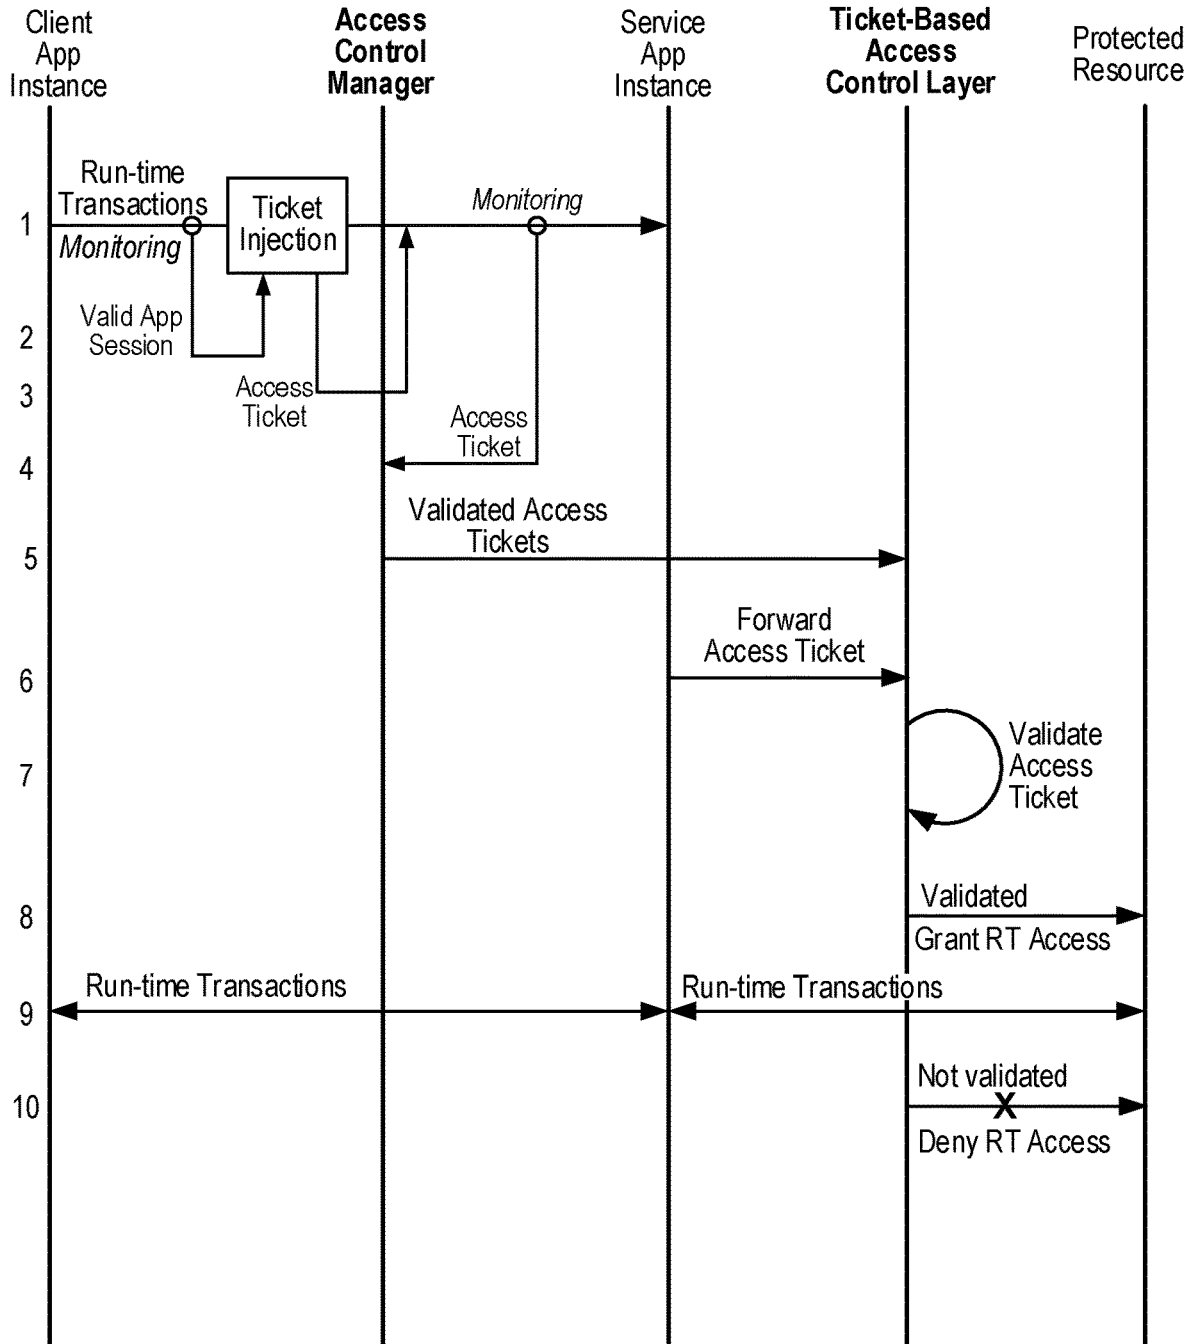 Client
App
Instance
Access
Control
Manager
Service
App
Instance
Ticket-Based
Access
Control Layer
Protected
Resource
1
Run-time
Transactions
Monitoring
Ticket
Injection
Monitoring
2
Valid App
Session
3
Access
Ticket
4
Access
Ticket
5
Validated Access
Tickets
6
Forward
Access Ticket
7
Validate
Access
Ticket
8
Validated
Grant RT Access
9
Run-time Transactions
Run-time Transactions
10
Not validated
X
Deny RT Access